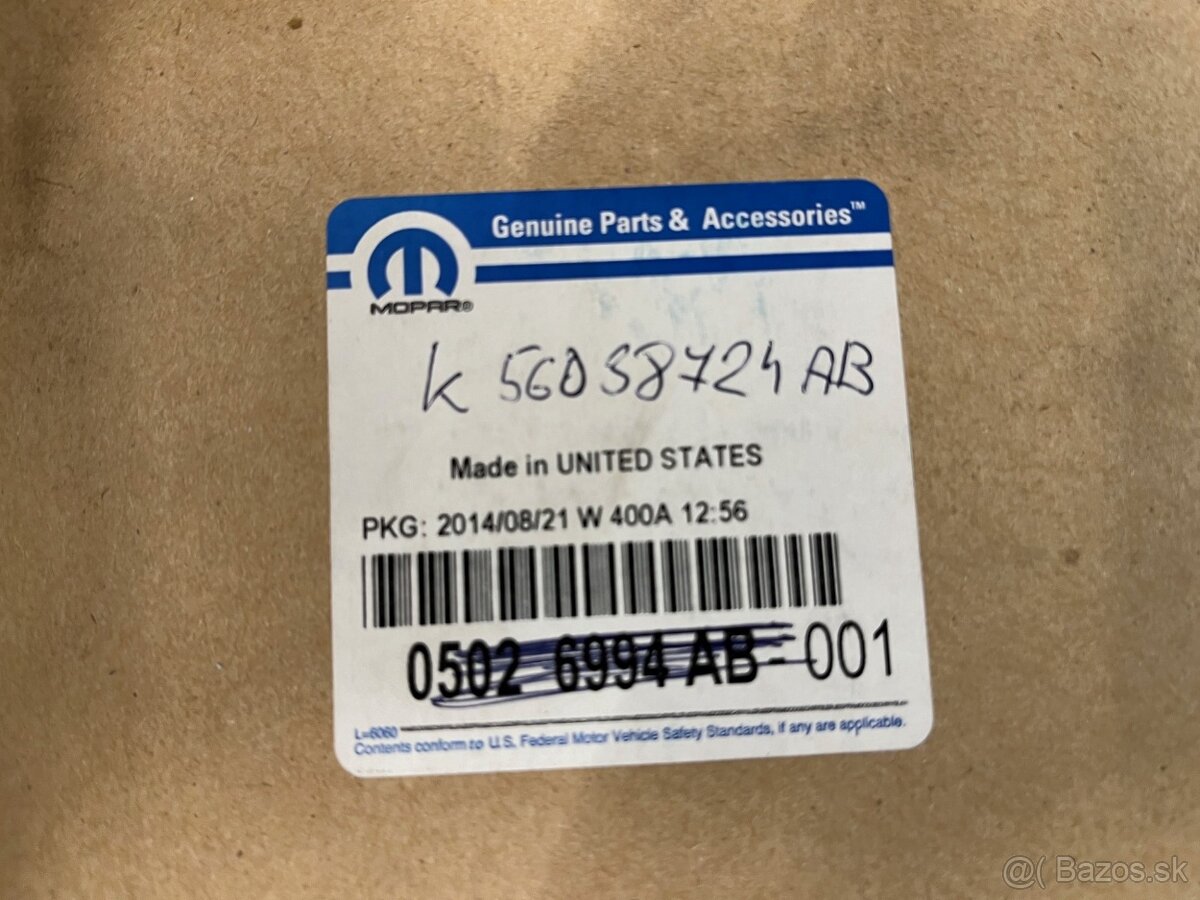 Genuine Parts & Accessories™
MOPAR®
K 56038724 AB
Made in UNITED STATES
PKG: 2014/08/21 W 400A 12:56
0502 6994 AB-001
L=6060
Contents conform to U.S. Federal Motor Vehicle Safety Standards, if any are applicable.
@( Bazos.sk